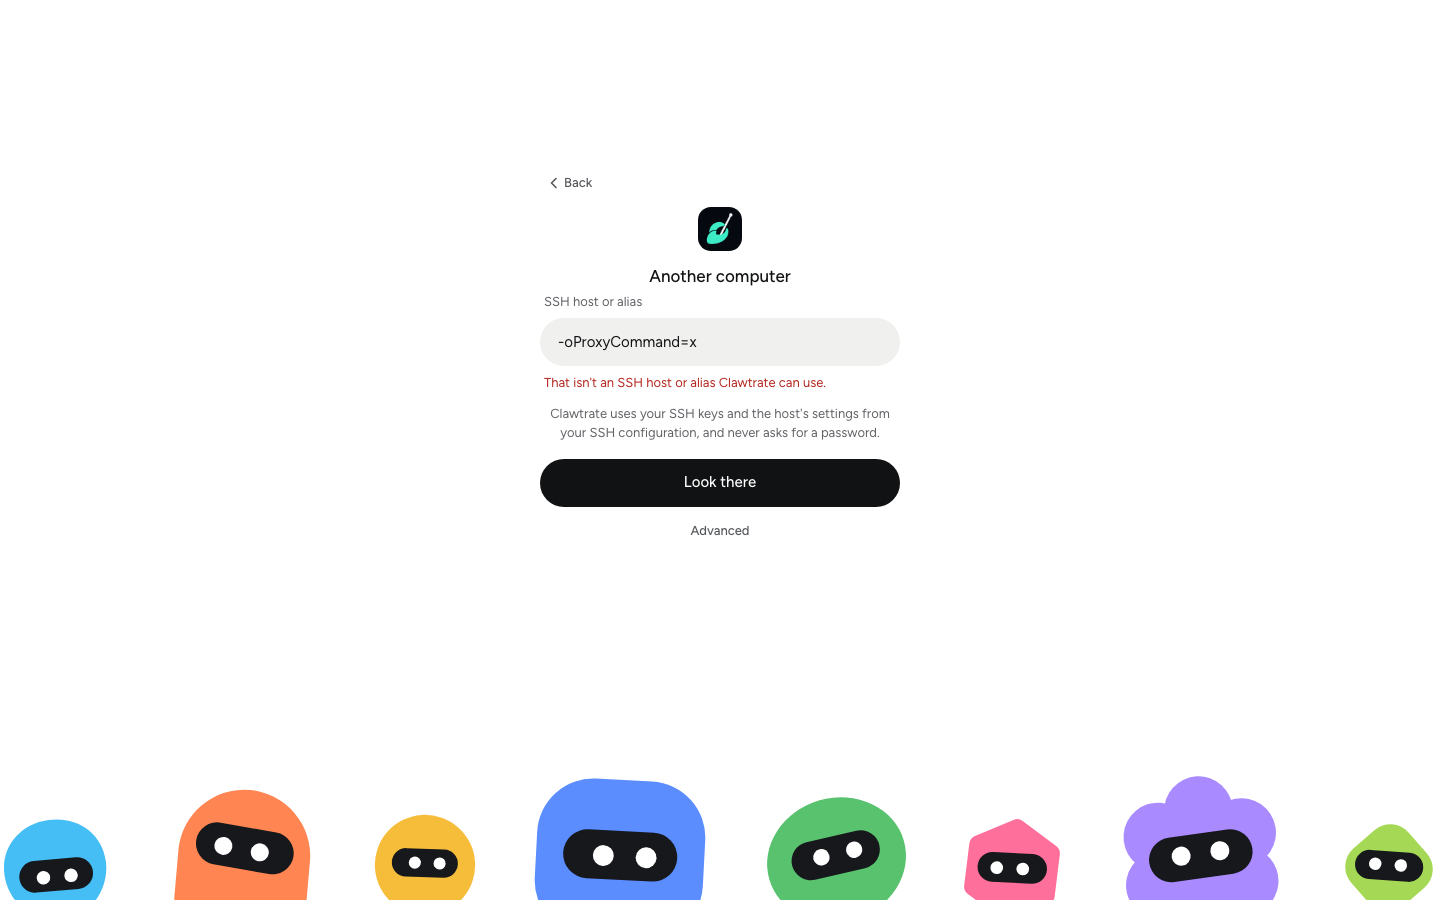 Back
Another computer
SSH host or alias
-oProxyCommand=x
That isn't an SSH host or alias Clawtrate can use.
Clawtrate uses your SSH keys and the host's settings from
your SSH configuration, and never asks for a password.
Look there
Advanced